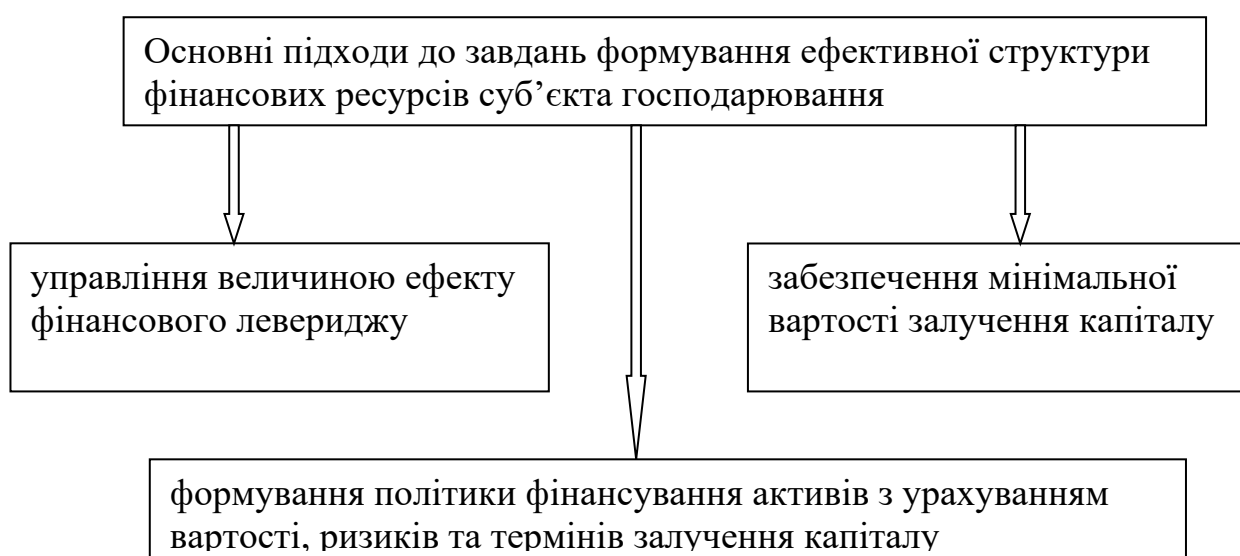 Основні підходи до завдань формування ефективної структури
фінансових ресурсів суб’єкта господарювання
управління величиною ефекту
фінансового левериджу
забезпечення мінімальної
вартості залучення капіталу
формування політики фінансування активів з урахуванням
вартості, ризиків та термінів залучення капіталу